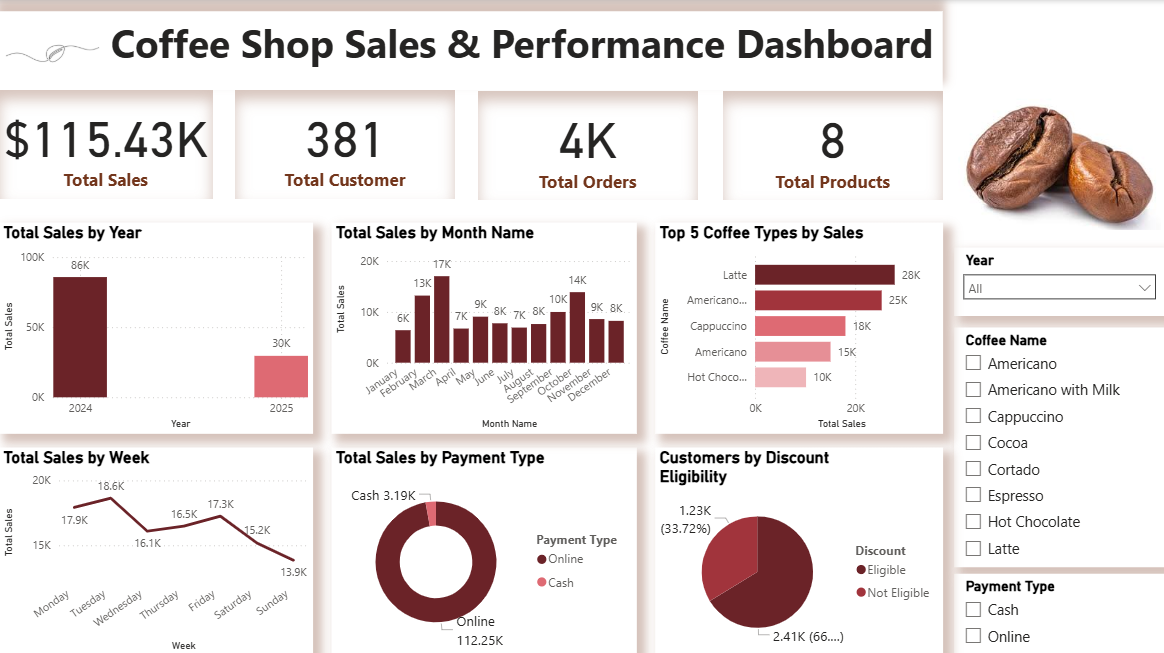 Coffee Shop Sales & Performance Dashboard
$115.43K
Total Sales
381
Total Customer
4K
Total Orders
8
Total Products
Total Sales by Year
100K
50K
0K
Total Sales
86K
30K
2024
2025
Year
Total Sales by Month Name
20K
10K
0K
Total Sales
6K
13K
17K
7K
9K
8K
7K
8K
10K
14K
9K
8K
January
February
March
April
May
June
July
August
September
October
November
December
Month Name
Top 5 Coffee Types by Sales
Coffee Name
Latte
28K
Americano...
25K
Cappuccino
18K
Americano
15K
Hot Choco...
10K
0K
20K
Total Sales
Year
All
Coffee Name
Americano
Americano with Milk
Cappuccino
Cocoa
Cortado
Espresso
Hot Chocolate
Latte
Payment Type
Cash
Online
Total Sales by Week
20K
15K
Total Sales
17.9K
18.6K
16.1K
16.5K
17.3K
15.2K
13.9K
Monday
Tuesday
Wednesday
Thursday
Friday
Saturday
Sunday
Week
Total Sales by Payment Type
Cash 3.19K
Online
112.25K
Payment Type
Online
Cash
Customers by Discount
Eligibility
1.23K
(33.72%)
2.41K (66....)
Discount
Eligible
Not Eligible